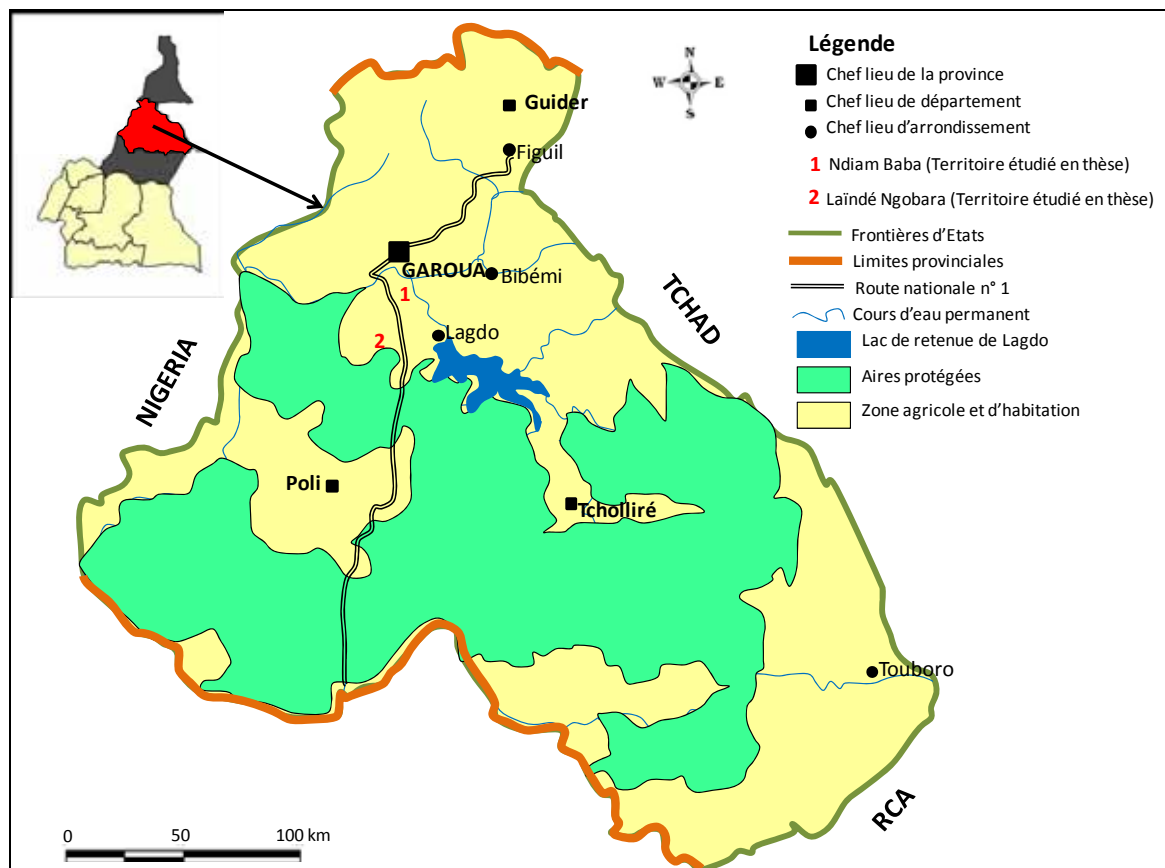 N
W E
S
Légende
Chef lieu de la province
Chef lieu de département
Chef lieu d'arrondissement
1 Ndiam Baba (Territoire étudié en thèse)
2 Laïndé Ngobara (Territoire étudié en thèse)
Frontières d'Etats
Limites provinciales
Route nationale n° 1
Cours d'eau permanent
Lac de retenue de Lagdo
Aires protégées
Zone agricole et d'habitation
Guider
Figuil
GAROUA
Bibémi
1
Lagdo
2
TCHAD
NIGERIA
Poli
Tcholliré
Touboro
RCA
0 50 100 km